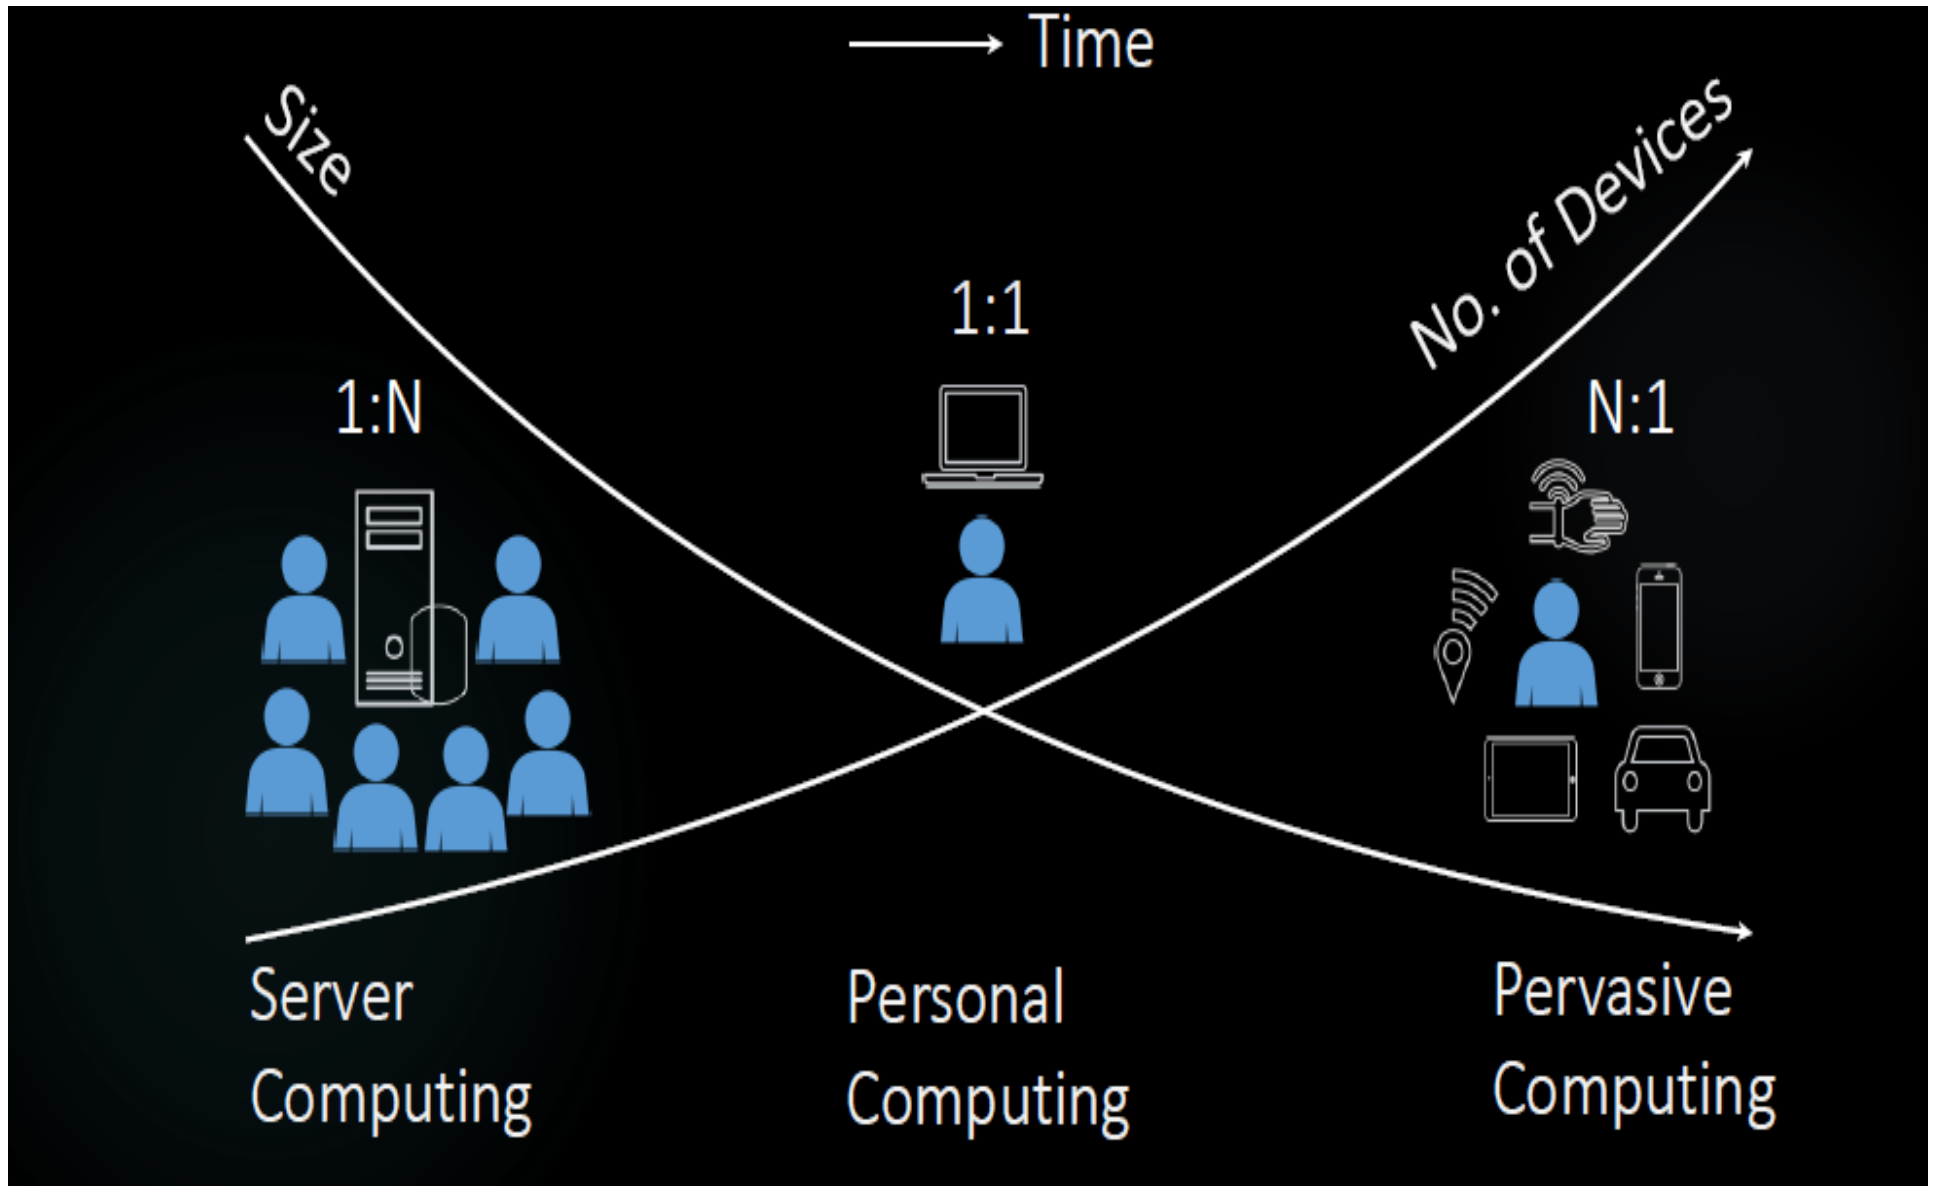 Time
Size
No. of Devices
1:1
1:N
N:1
Server
Computing
Personal
Computing
Pervasive
Computing